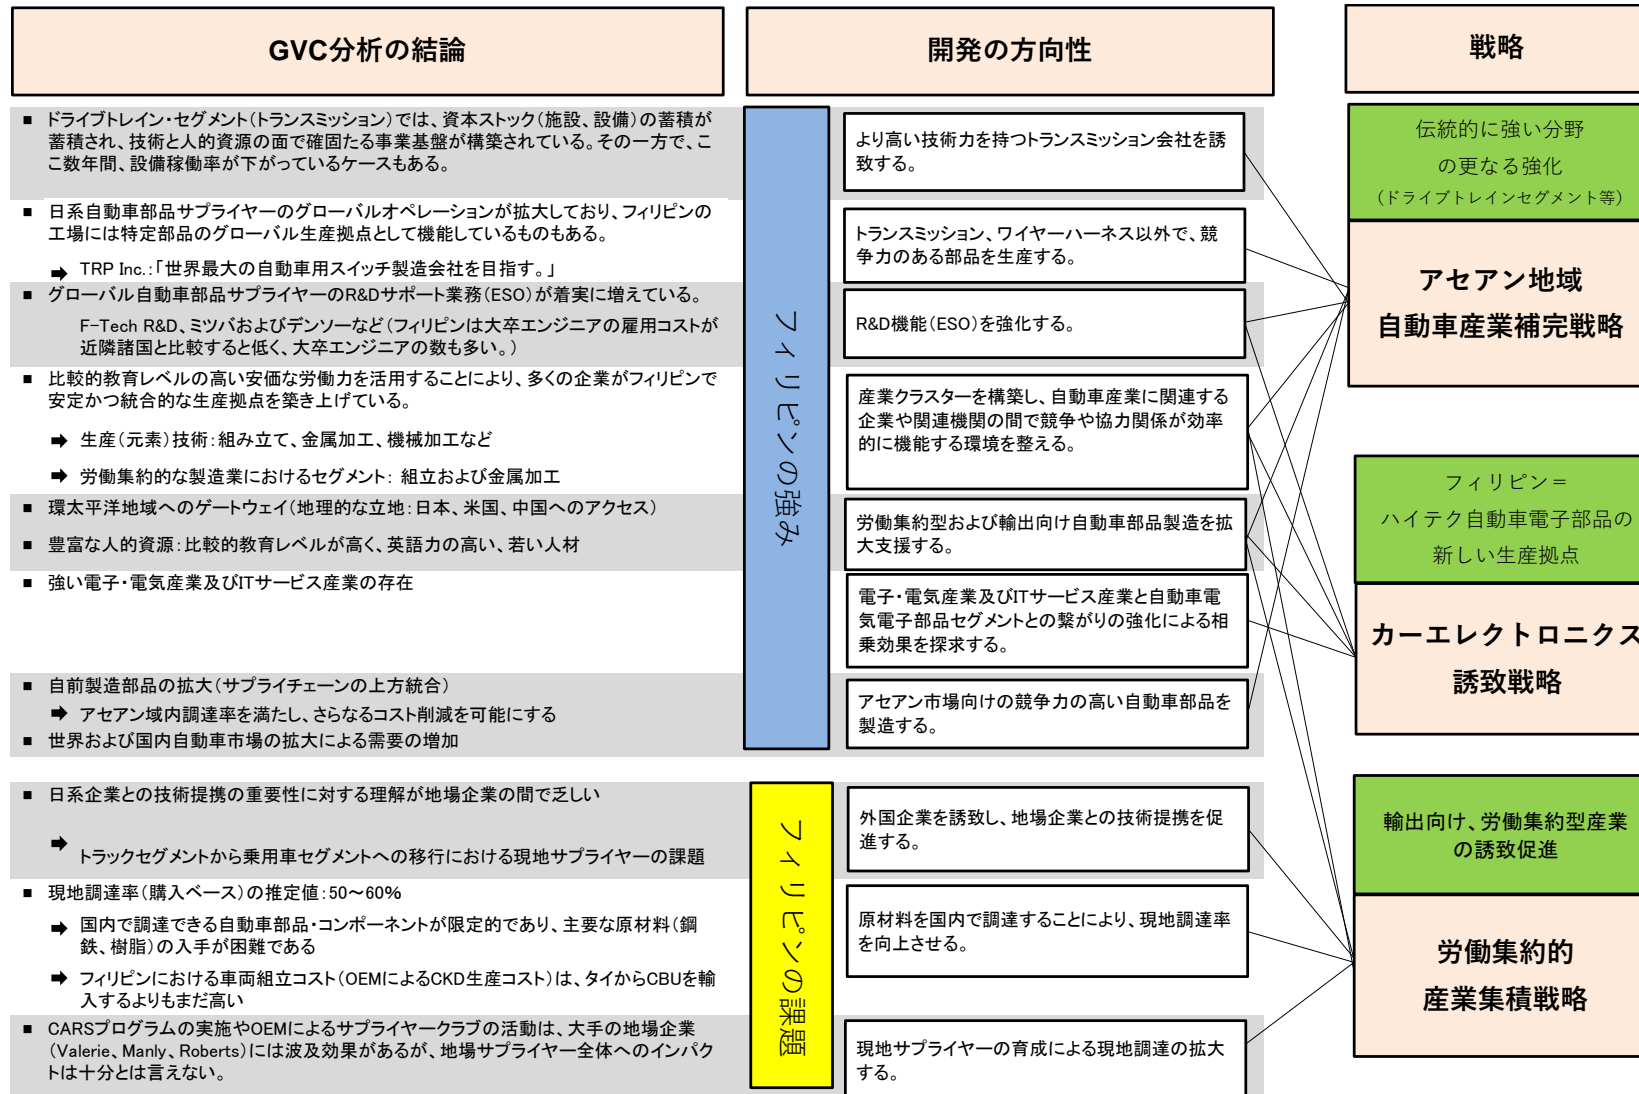 GVC分析の結論
開発の方向性
戦略
■ ドライブトレイン・セグメント(トランスミッション)では、資本ストック(施設、設備)の蓄積が
蓄積され、技術と人的資源の面で確固たる事業基盤が構築されている。その一方で、こ
こ数年間、設備稼働率が下がっているケースもある。
■ 日系自動車部品サプライヤーのグローバルオペレーションが拡大しており、フィリピンの
工場には特定部品のグローバル生産拠点として機能しているものもある。
➡ TRP Inc.:「世界最大の自動車用スイッチ製造会社を目指す。」
■ グローバル自動車部品サプライヤーのR&Dサポート業務(ESO)が着実に増えている。
F-Tech R&D、ミツバおよびデンソーなど(フィリピンは大卒エンジニアの雇用コストが
近隣諸国と比較すると低く、大卒エンジニアの数も多い。)
■ 比較的教育レベルの高い安価な労働力を活用することにより、多くの企業がフィリピンで
安定かつ統合的な生産拠点を築き上げている。
➡ 生産(元素)技術:組み立て、金属加工、機械加工など
➡ 労働集約的な製造業におけるセグメント: 組立および金属加工
■ 環太平洋地域へのゲートウェイ(地理的な立地:日本、米国、中国へのアクセス)
■ 豊富な人的資源:比較的教育レベルが高く、英語力の高い、若い人材
■ 強い電子・電気産業及びITサービス産業の存在
■ 自前製造部品の拡大(サプライチェーンの上方統合)
➡ アセアン域内調達率を満たし、さらなるコスト削減を可能にする
■ 世界および国内自動車市場の拡大による需要の増加
■ 日系企業との技術提携の重要性に対する理解が地場企業の間で乏しい
➡
トラックセグメントから乗用車セグメントへの移行における現地サプライヤーの課題
■ 現地調達率(購入ベース)の推定値:50~60%
➡ 国内で調達できる自動車部品・コンポーネントが限定的であり、主要な原材料(鋼
鉄、樹脂)の入手が困難である
➡ フィリピンにおける車両組立コスト(OEMによるCKD生産コスト)は、タイからCBUを輸
入するよりもまだ高い
■ CARSプログラムの実施やOEMによるサプライヤークラブの活動は、大手の地場企業
(Valerie、Manly、Roberts)には波及効果があるが、地場サプライヤー全体へのインパク
トは十分とは言えない。
フィリピンの強み
フィリピンの課題
より高い技術力を持つトランスミッション会社を誘
致する。
トランスミッション、ワイヤーハーネス以外で、競
争力のある部品を生産する。
R&D機能(ESO)を強化する。
産業クラスターを構築し、自動車産業に関連する
企業や関連機関の間で競争や協力関係が効率
的に機能する環境を整える。
労働集約型および輸出向け自動車部品製造を拡
大支援する。
電子・電気産業及びITサービス産業と自動車電
気電子部品セグメントとの繋がりの強化による相
乗効果を探求する。
アセアン市場向けの競争力の高い自動車部品を
製造する。
外国企業を誘致し、地場企業との技術提携を促
進する。
原材料を国内で調達することにより、現地調達率
を向上させる。
現地サプライヤーの育成による現地調達の拡大
する。
伝統的に強い分野
の更なる強化
(ドライブトレインセグメント等)
アセアン地域
自動車産業補完戦略
フィリピン=
ハイテク自動車電子部品の
新しい生産拠点
カーエレクトロニクス
誘致戦略
輸出向け、労働集約型産業
の誘致促進
労働集約的
産業集積戦略